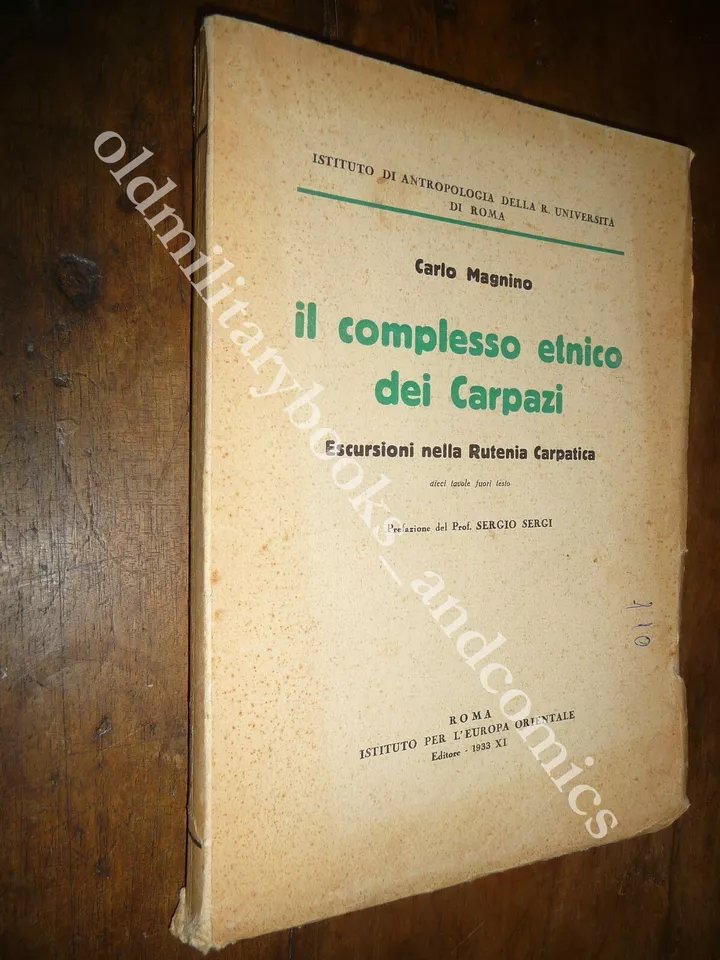 ISTITUTO DI ANTROPOLOGIA DELLA R. UNIVERSITÀ
DI ROMA
Carlo Magnino
il complesso etnico
dei Carpazi
Escursioni nella Rutenia Carpatica
dieci tavole fuori testo
Prefazione del Prof. SERGIO SERGI
110
ROMA
ISTITUTO PER L'EUROPA ORIENTALE
Editore - 1933 XI
oldmilitarybooks_andcomics